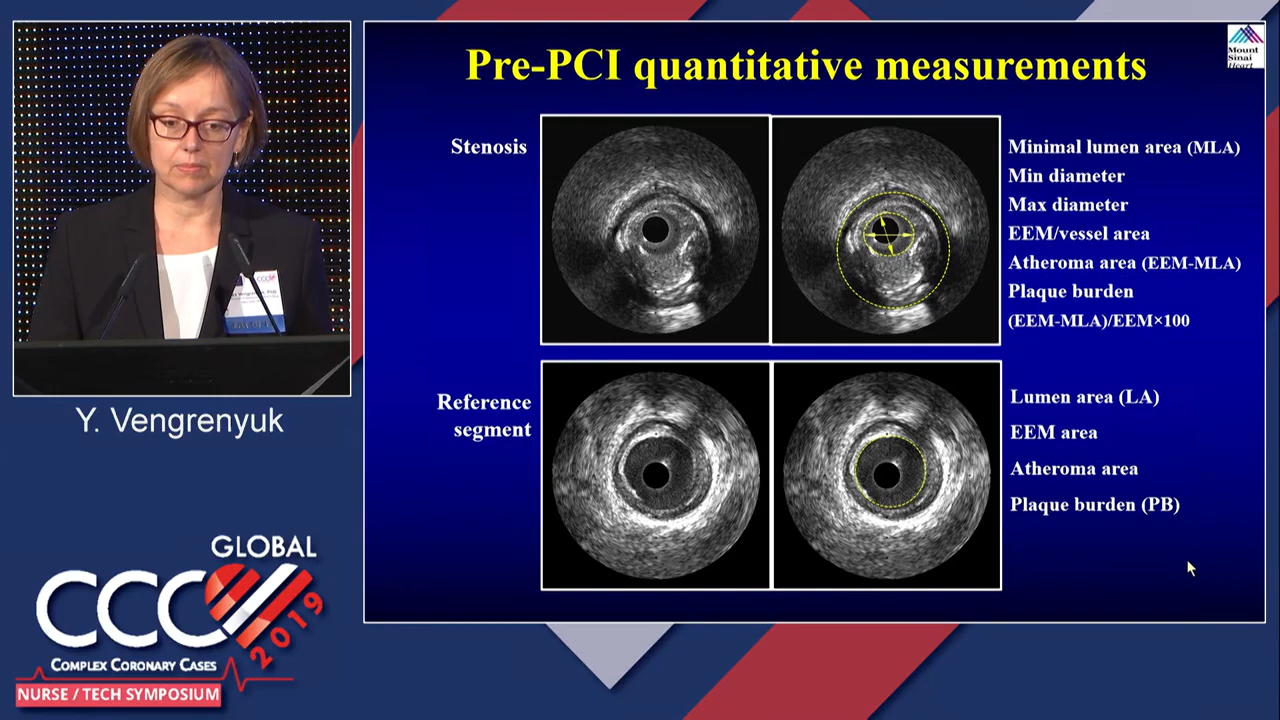 Pre-PCI quantitative measurements
Mount
Sinai
Heart
Stenosis
Minimal lumen area (MLA)
Min diameter
Max diameter
EEM/vessel area
Atheroma area (EEM-MLA)
Plaque burden
(EEM-MLA)/EEM×100
Reference
segment
Lumen area (LA)
EEM area
Atheroma area
Plaque burden (PB)
Y. Vengrenyuk
GLOBAL
CCC
2019
COMPLEX CORONARY CASES
NURSE / TECH SYMPOSIUM